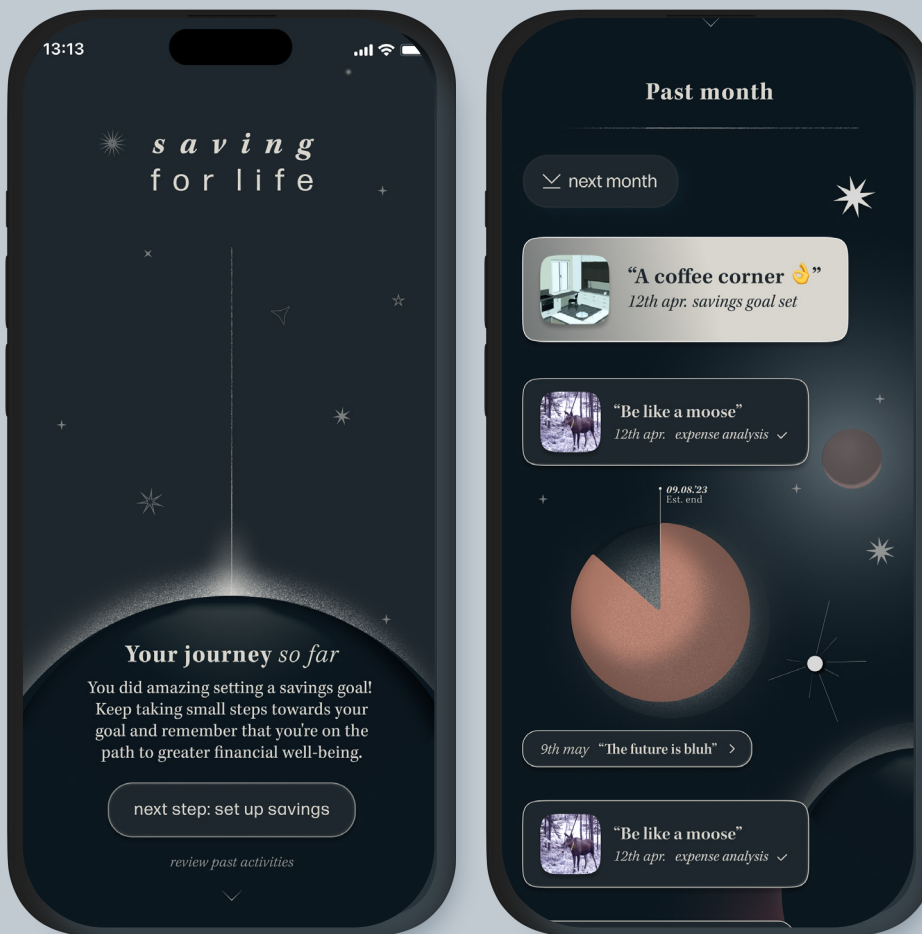 13:13
saving
for life
Your journey so far
You did amazing setting a savings goal!
Keep taking small steps towards your
goal and remember that you're on the
path to greater financial well-being.
next step: set up savings
review past activities
Past month
next month
“A coffee corner 👌”
12th apr. savings goal set
“Be like a moose”
12th apr. expense analysis
09.08.'23
Est. end
9th may “The future is bluh”
“Be like a moose”
12th apr. expense analysis